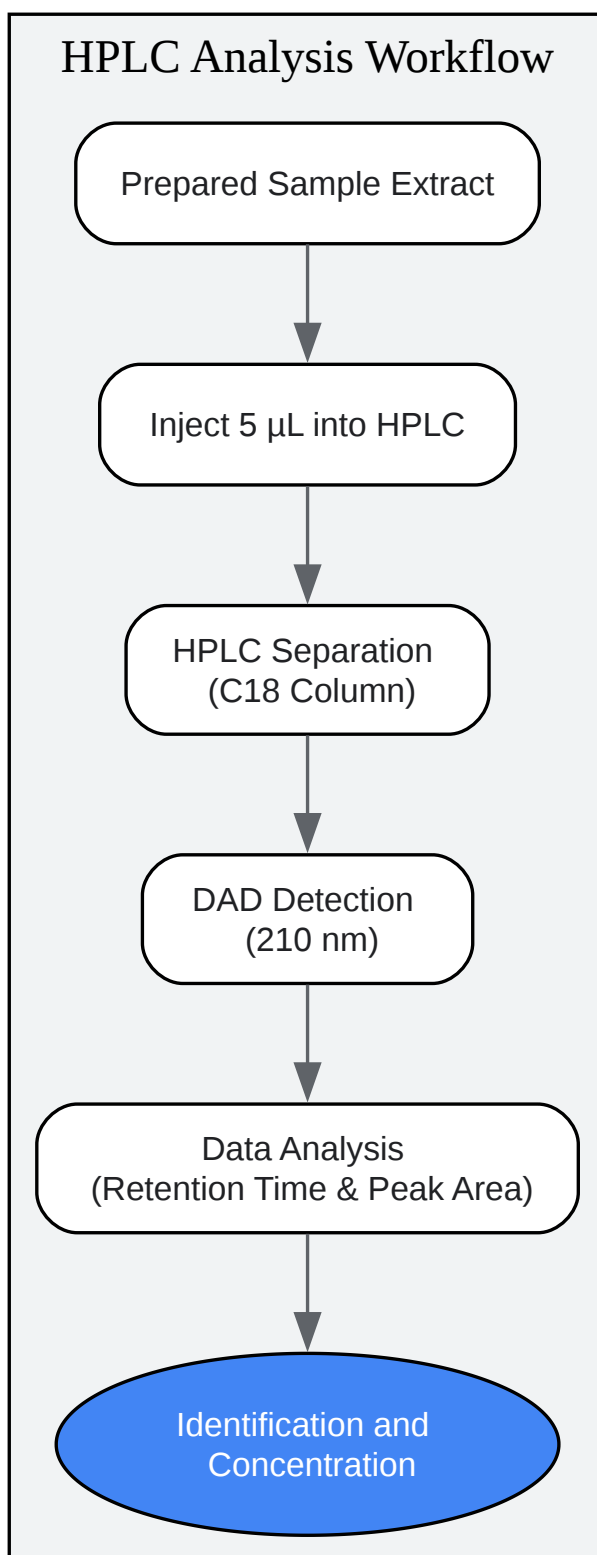 HPLC Analysis Workflow
Prepared Sample Extract
Inject 5 µL into HPLC
HPLC Separation
(C18 Column)
DAD Detection
(210 nm)
Data Analysis
(Retention Time & Peak Area)
Identification and
Concentration